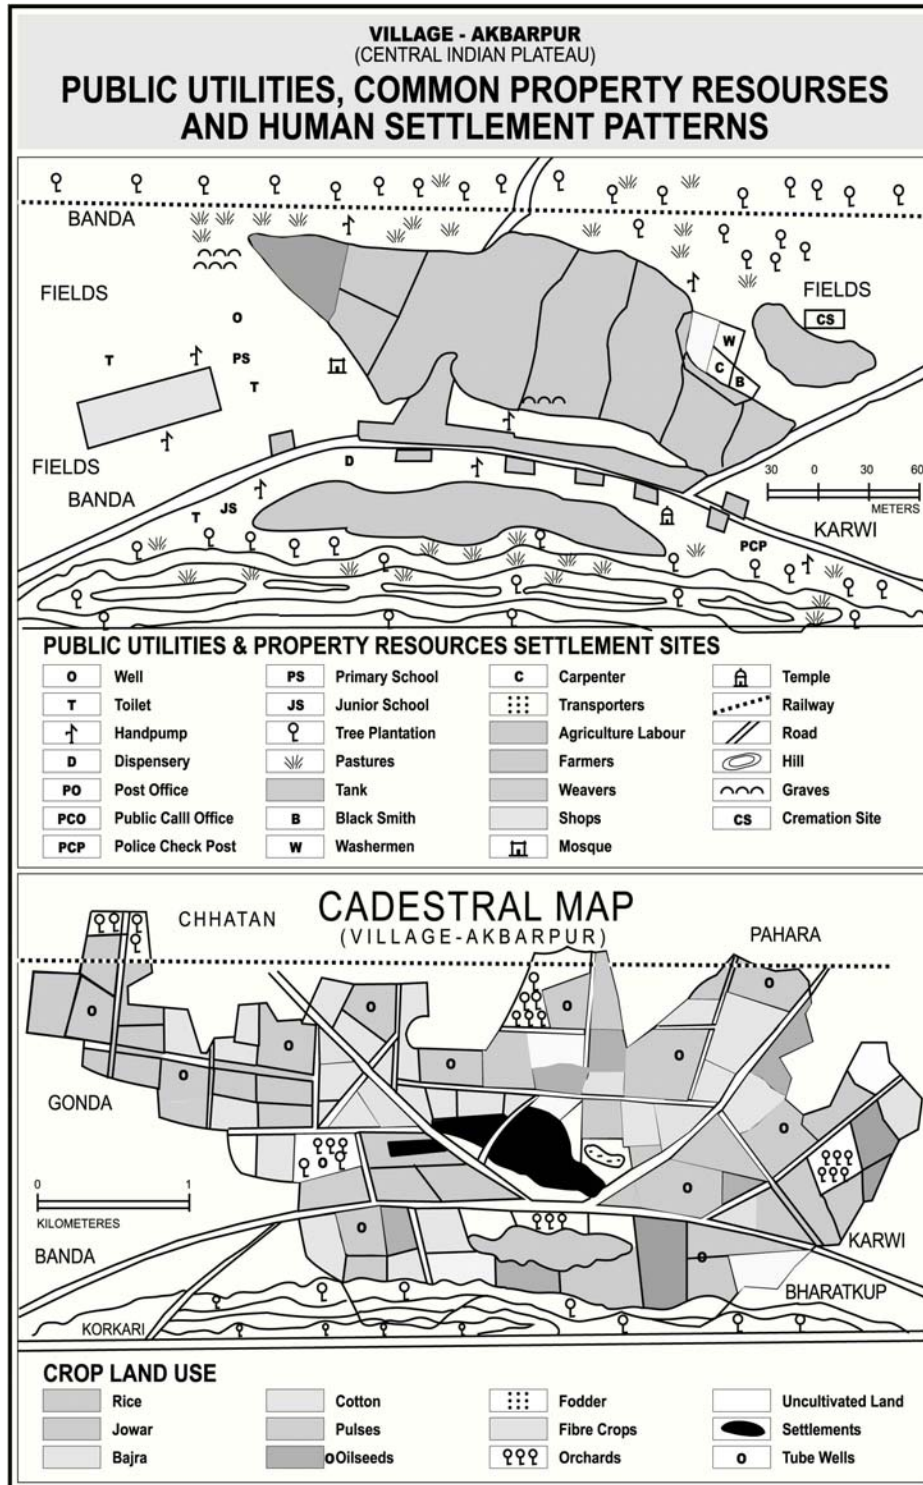 VILLAGE - AKBARPUR
(CENTRAL INDIAN PLATEAU)
PUBLIC UTILITIES, COMMON PROPERTY RESOURSES
AND HUMAN SETTLEMENT PATTERNS
BANDA
FIELDS
FIELDS
CS
O
W
T
PS
C
T
B
FIELDS
D
30 0 30 60
METERS
BANDA
T
JS
KARWI
PCP
PUBLIC UTILITIES & PROPERTY RESOURCES SETTLEMENT SITES
O Well PS Primary School C Carpenter Temple
T Toilet JS Junior School Transporters Railway
Handpump Tree Plantation Agriculture Labour Road
D Dispensery Pastures Farmers Hill
PO Post Office Tank Weavers Graves
PCO Public Calll Office B Black Smith Shops CS Cremation Site
PCP Police Check Post W Washermen Mosque
CHHATAN
CADESTRAL MAP
(VILLAGE-AKBARPUR)
PAHARA
GONDA
0 1
KILOMETERES
BANDA
KARWI
BHARATKUP
KORKARI
CROP LAND USE
Rice Cotton Fodder Uncultivated Land
Jowar Pulses Fibre Crops Settlements
Bajra oOilseeds Orchards o Tube Wells